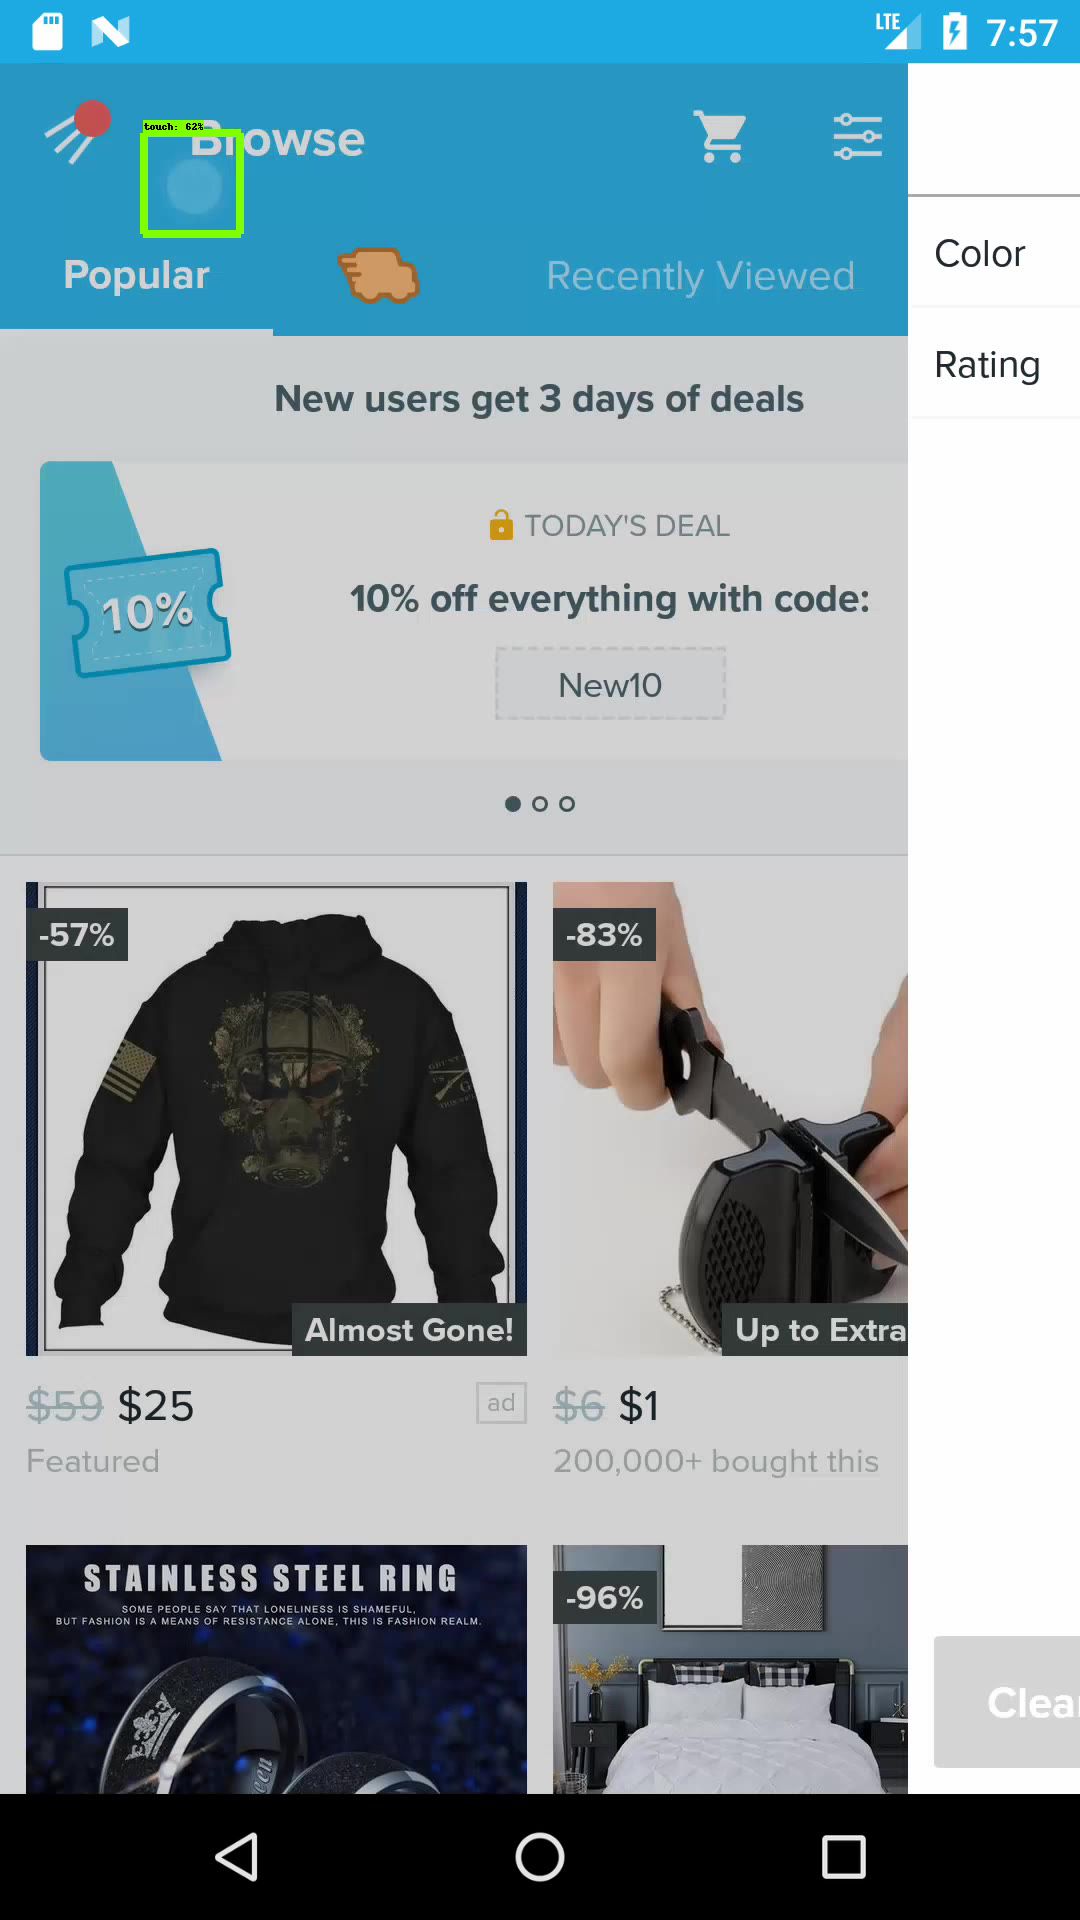 LTE 7:57
touch: 62%
Browse
Popular
Recently Viewed
Color
Rating
New users get 3 days of deals
TODAY'S DEAL
10%
10% off everything with code:
New10
-57%
-83%
Almost Gone!
Up to Extra
$59 $25
ad
Featured
$6 $1
200,000+ bought this
STAINLESS STEEL RING
SOME PEOPLE SAY THAT LONELINESS IS SHAMEFUL,
BUT FASHION IS A MEANS OF RESISTANCE ALONE, THIS IS FASHION REALM.
-96%
Clea